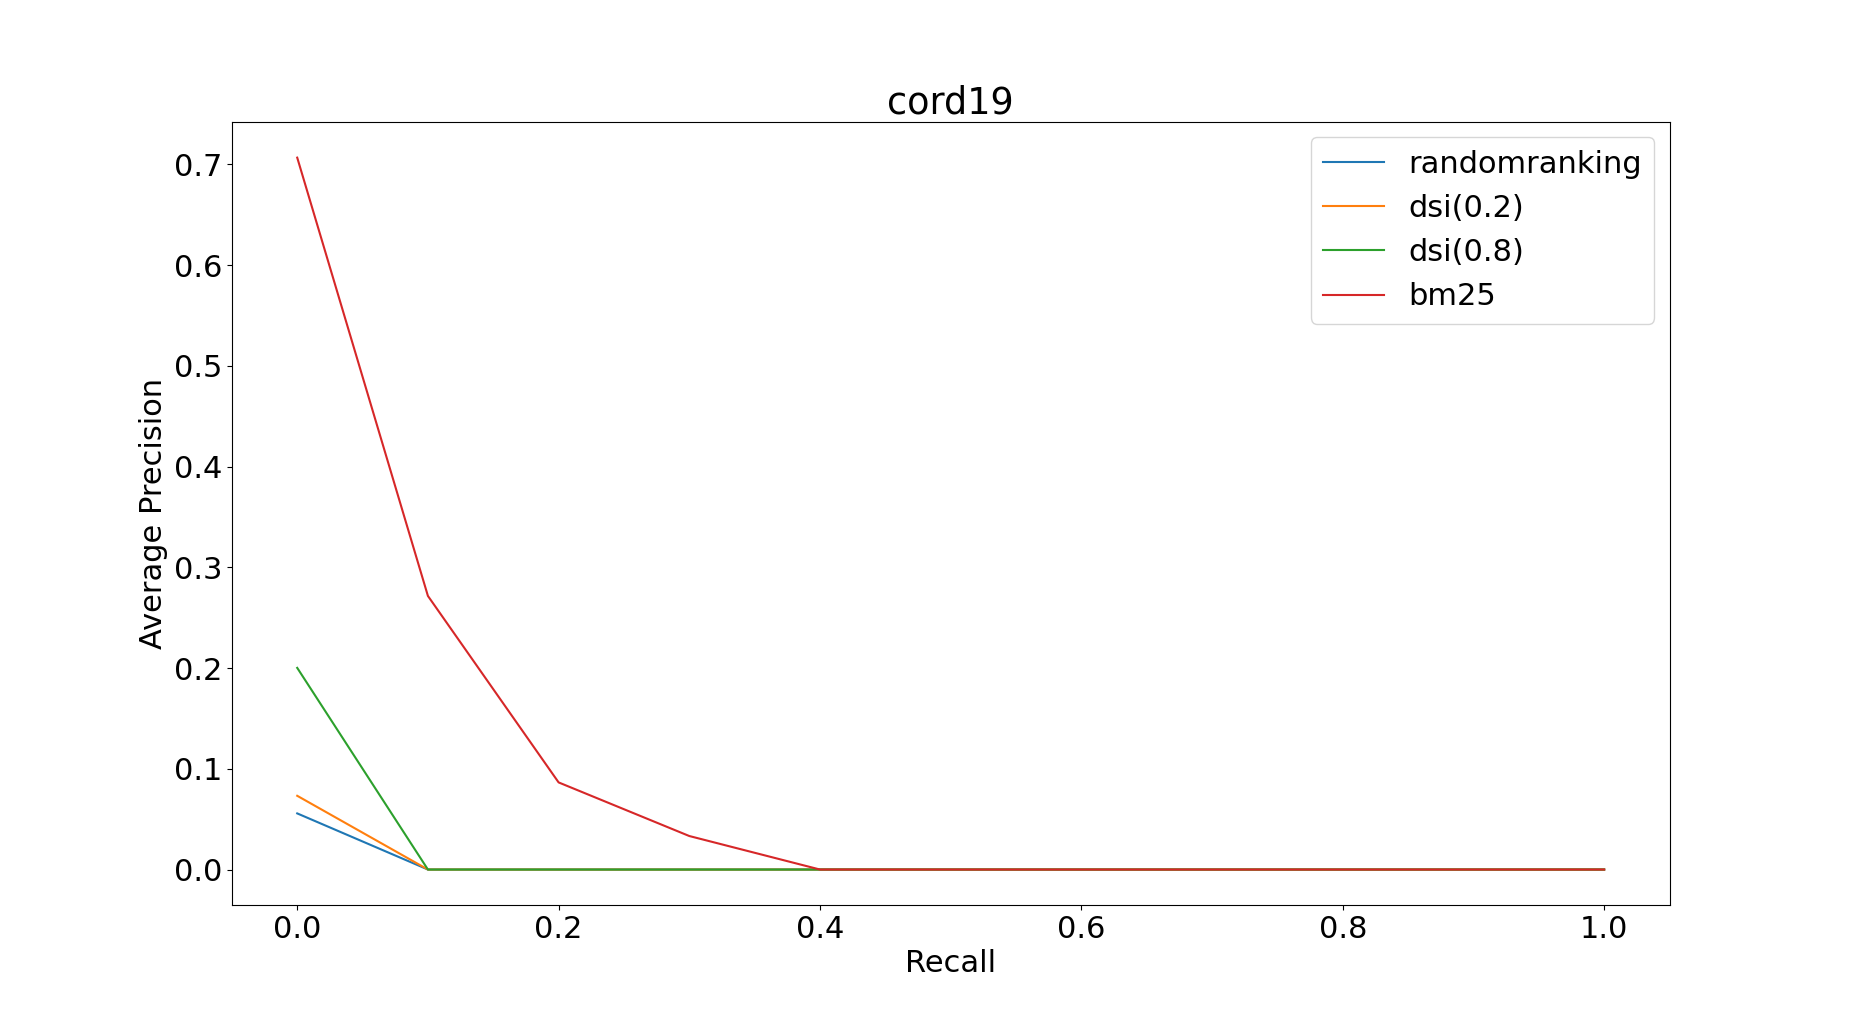 cord19
randomranking
dsi(0.2)
dsi(0.8)
bm25
Average Precision
0.7
0.6
0.5
0.4
0.3
0.2
0.1
0.0
0.0 0.2 0.4 0.6 0.8 1.0
Recall